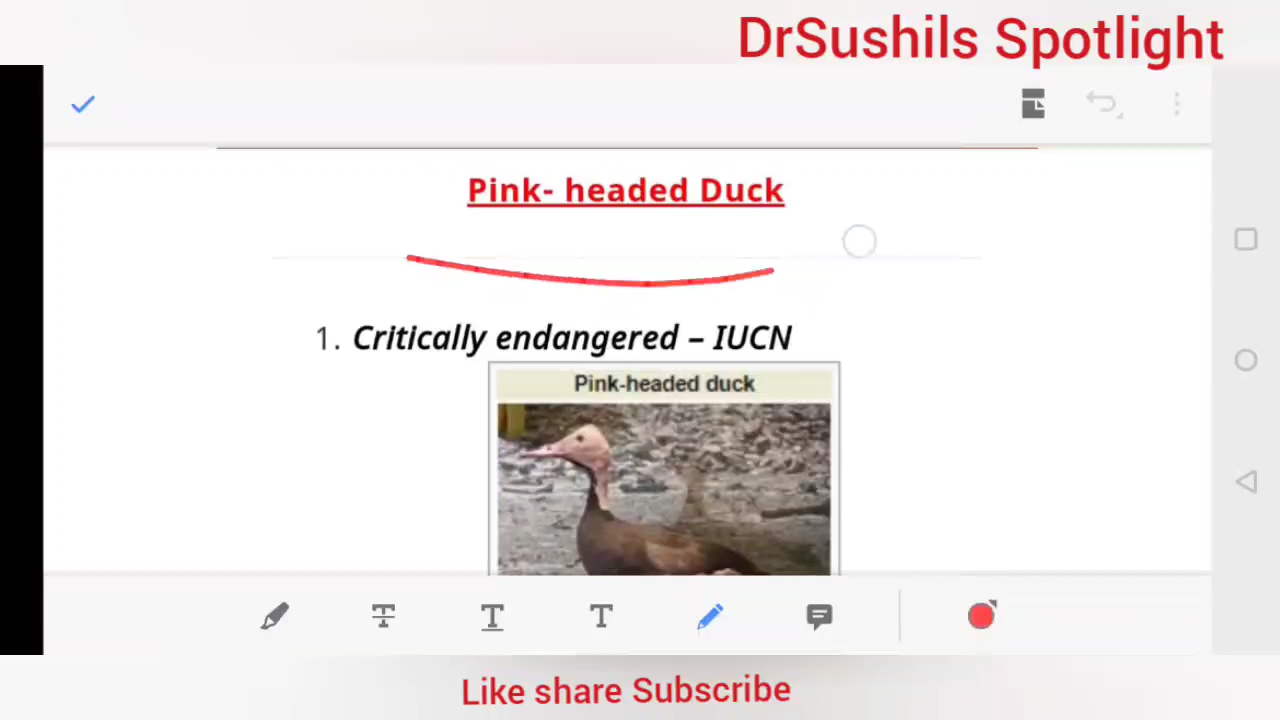 DrSushils Spotlight
Pink- headed Duck
1. Critically endangered – IUCN
Pink-headed duck
Like share Subscribe